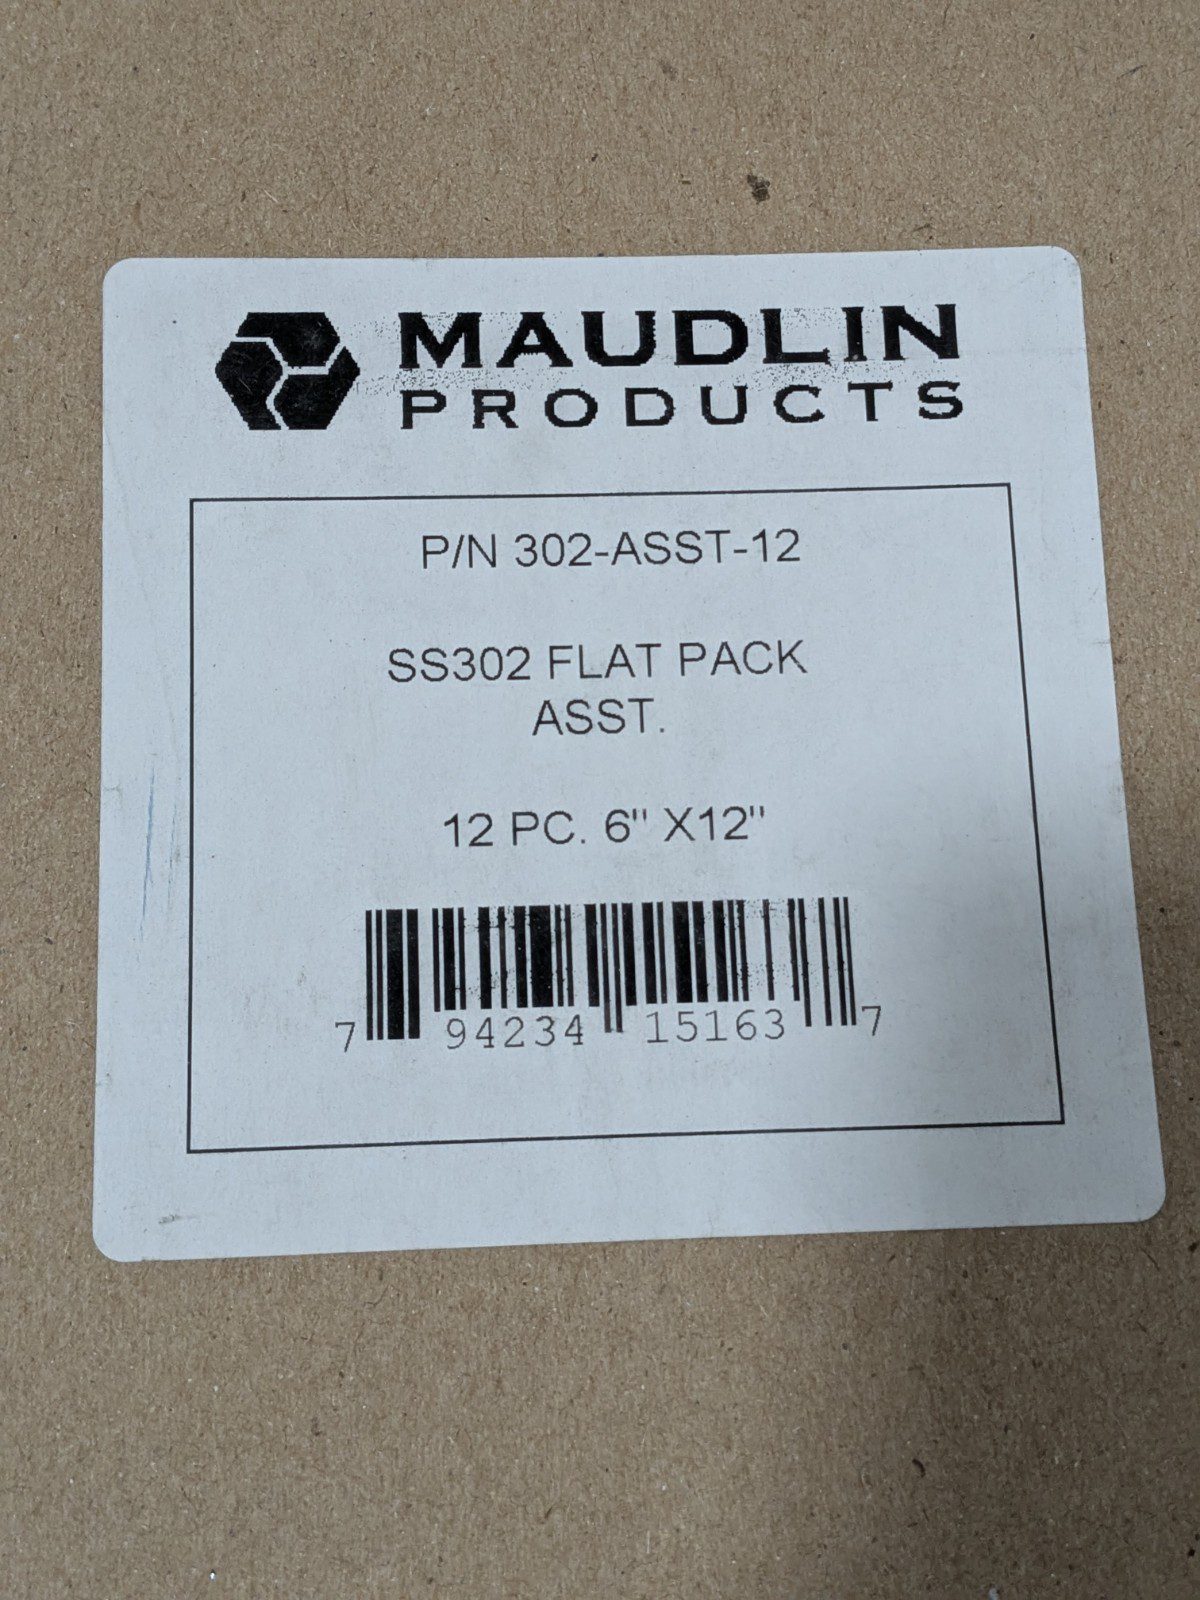 MAUDLIN
PRODUCTS
P/N 302-ASST-12
SS302 FLAT PACK
ASST.
12 PC. 6" X12"
7 94234 15163 7